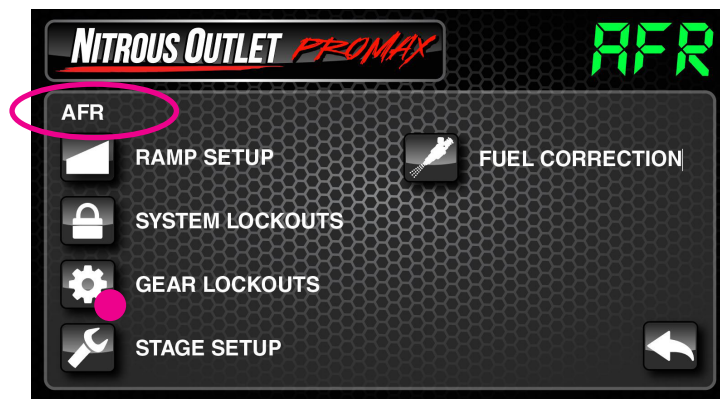 NITROUS OUTLET PROMAX
AFR
AFR
RAMP SETUP
FUEL CORRECTION
SYSTEM LOCKOUTS
GEAR LOCKOUTS
STAGE SETUP